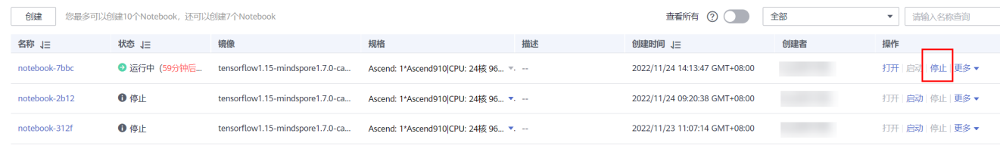 创建 您最多可以创建10个Notebook，还可以创建7个Notebook 查看所有 全部 请输入名称查询
名称 状态 镜像 规格 描述 创建时间 创建者 操作
notebook-7bbc 运行中（59分钟后... tensorflow1.15-mindspore1.7.0-ca... Ascend: 1*Ascend910|CPU: 24核 96... -- 2022/11/24 14:13:47 GMT+08:00 打开 | 启动 | 停止 | 更多
notebook-2b12 停止 tensorflow1.15-mindspore1.7.0-ca... Ascend: 1*Ascend910|CPU: 24核 96... -- 2022/11/24 09:20:38 GMT+08:00 打开 | 启动 | 停止 | 更多
notebook-312f 停止 tensorflow1.15-mindspore1.7.0-ca... Ascend: 1*Ascend910|CPU: 24核 96... -- 2022/11/23 11:07:14 GMT+08:00 打开 | 启动 | 停止 | 更多